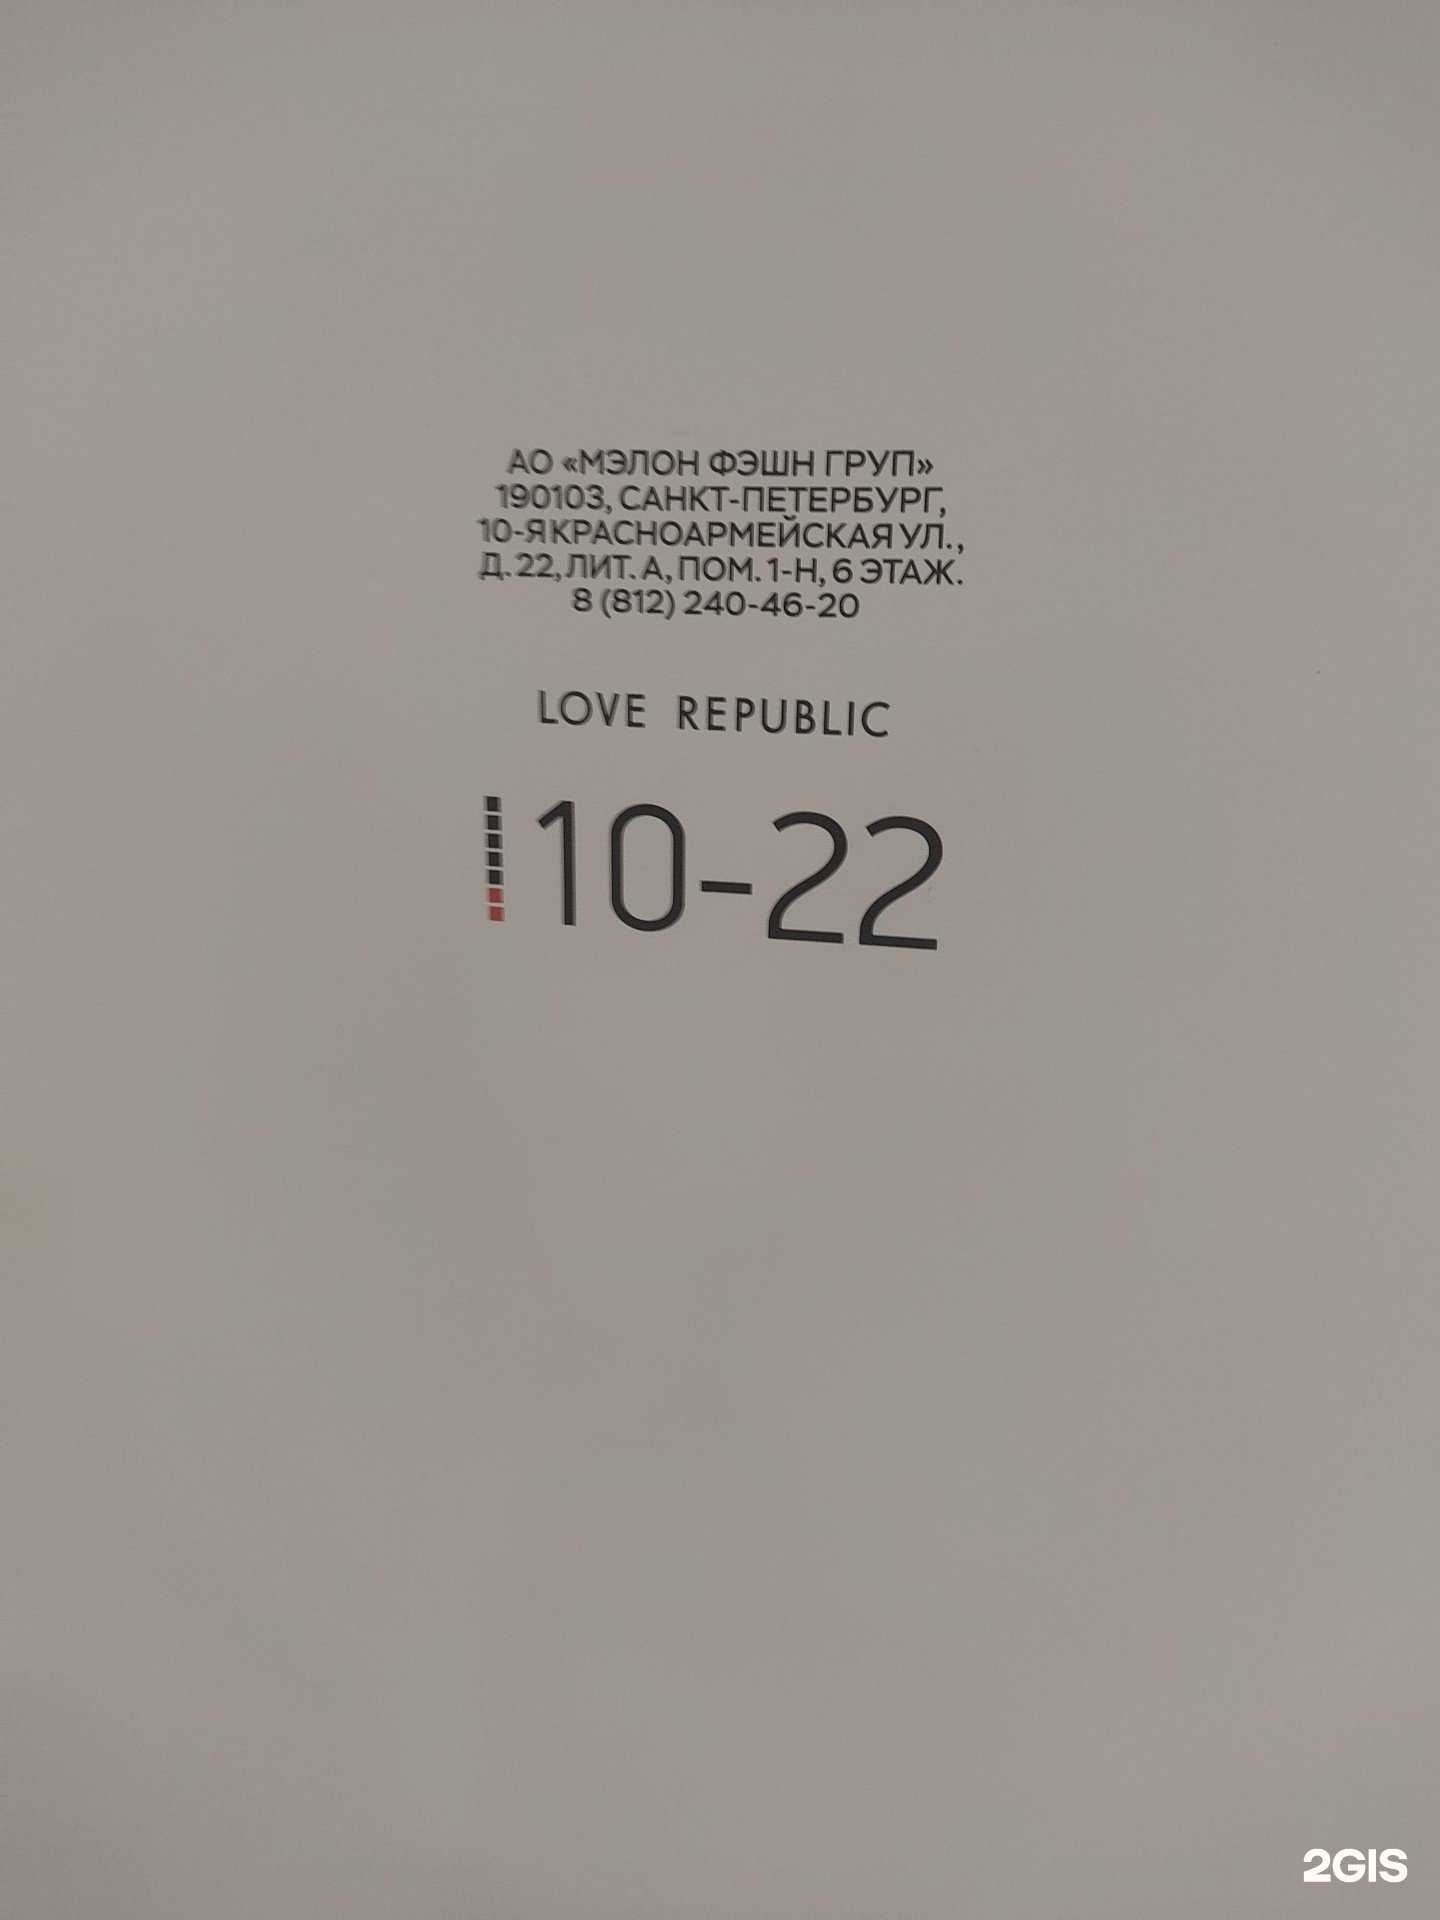 АО «МЭЛОН ФЭШН ГРУП»
190103, САНКТ-ПЕТЕРБУРГ,
10-Я КРАСНОАРМЕЙСКАЯ УЛ.,
Д. 22, ЛИТ. А, ПОМ. 1-Н, 6 ЭТАЖ.
8 (812) 240-46-20
LOVE REPUBLIC
10-22
2GIS